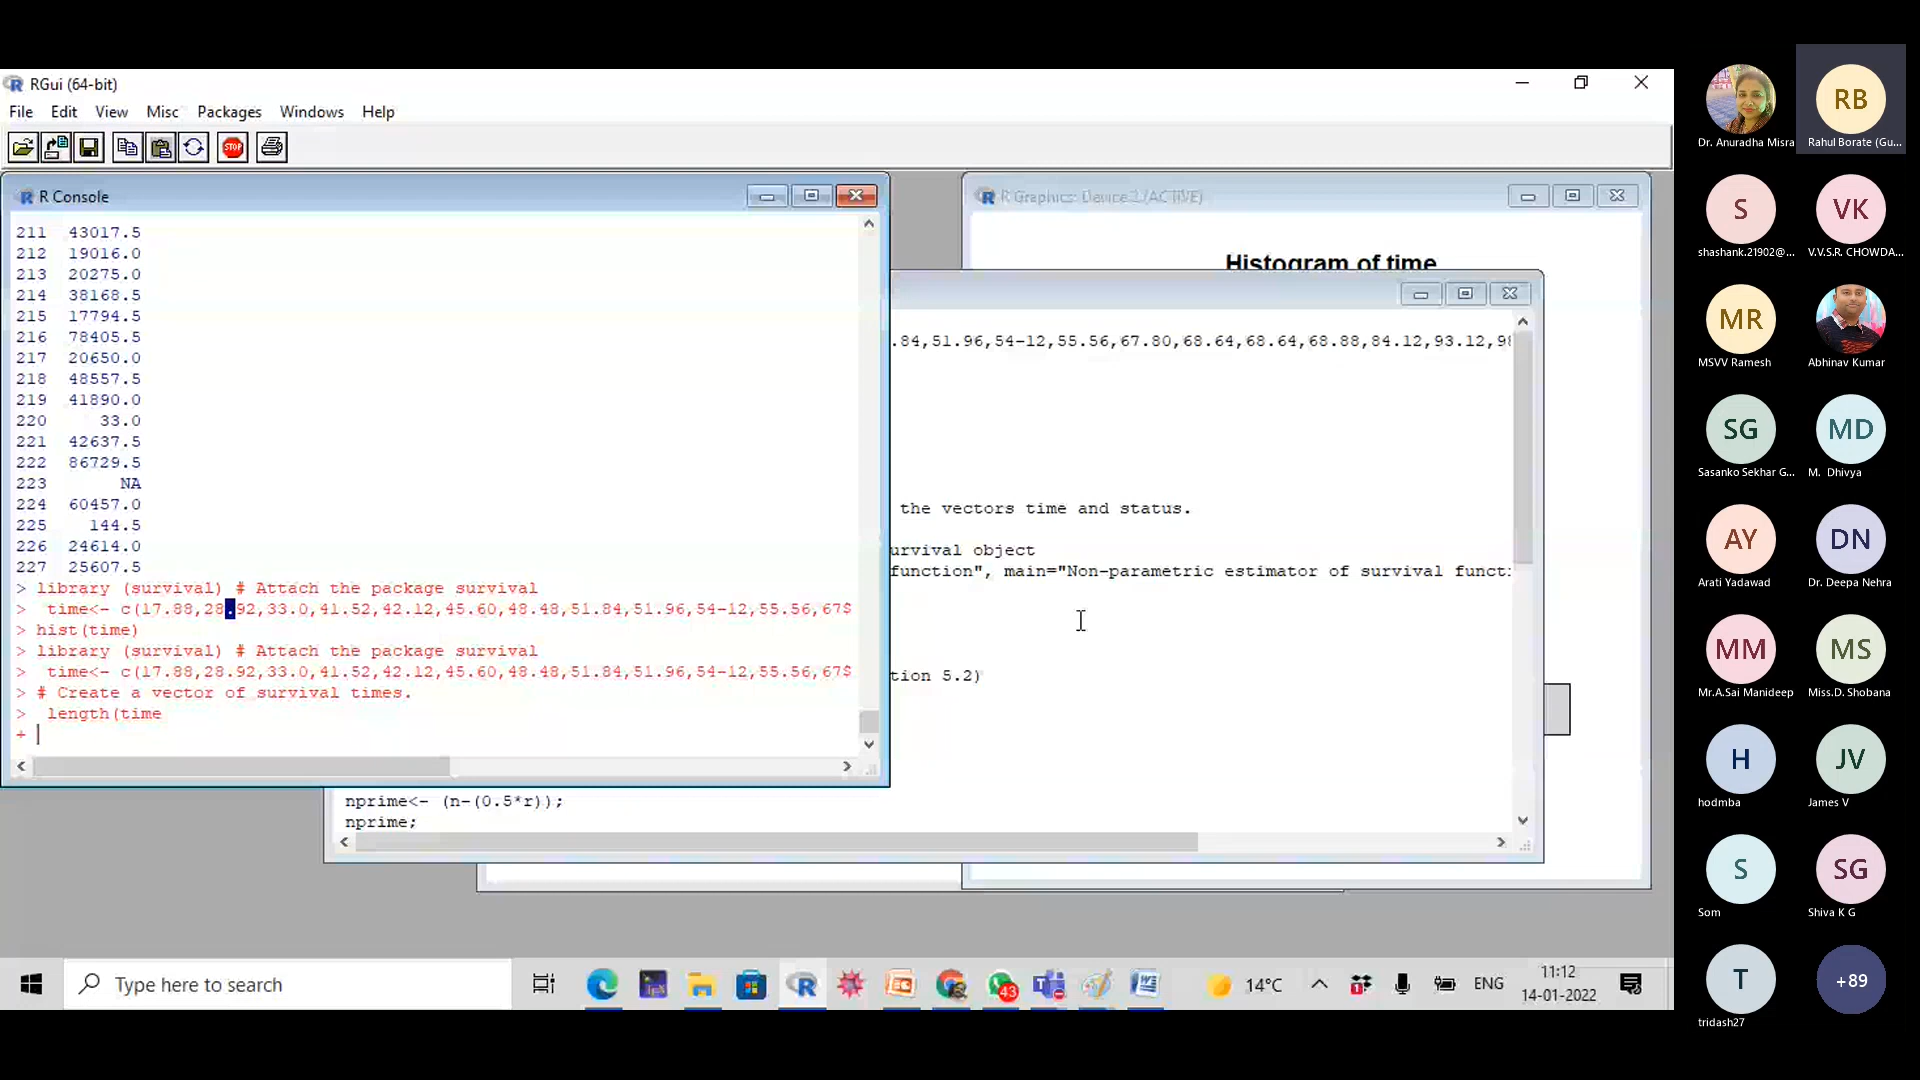 RGui (64-bit)
File Edit View Misc Packages Windows Help
STOP
R Console
211 43017.5
212 19016.0
213 20275.0
214 38168.5
215 17794.5
216 78405.5
217 20650.0
218 48557.5
219 41890.0
220 33.0
221 42637.5
222 86729.5
223 NA
224 60457.0
225 144.5
226 24614.0
227 25607.5
> library (survival) # Attach the package survival
> time<- c(17.88,28.92,33.0,41.52,42.12,45.60,48.48,51.84,51.96,54-12,55.56,67$
> hist(time)
> library (survival) # Attach the package survival
> time<- c(17.88,28.92,33.0,41.52,42.12,45.60,48.48,51.84,51.96,54-12,55.56,67$
> # Create a vector of survival times.
> length(time
+
R Graphics: Device 2 (ACTIVE)
Histogram of time
.84,51.96,54-12,55.56,67.80,68.64,68.64,68.88,84.12,93.12,98
the vectors time and status.
urvival object
function", main="Non-parametric estimator of survival functi
tion 5.2)
nprime<- (n-(0.5*r));
nprime;
Type here to search
43
14°C
ENG
11:12
14-01-2022
Dr. Anuradha Misra
RB
Rahul Borate (Gu...
S
shashank.21902@...
VK
V.V.S.R. CHOWDA...
MR
MSVV Ramesh
Abhinav Kumar
SG
Sasanko Sekhar G...
MD
M. Dhivya
AY
Arati Yadawad
DN
Dr. Deepa Nehra
MM
Mr.A.Sai Manideep
MS
Miss.D. Shobana
H
hodmba
JV
James V
S
Som
SG
Shiva K G
T
tridash27
+89